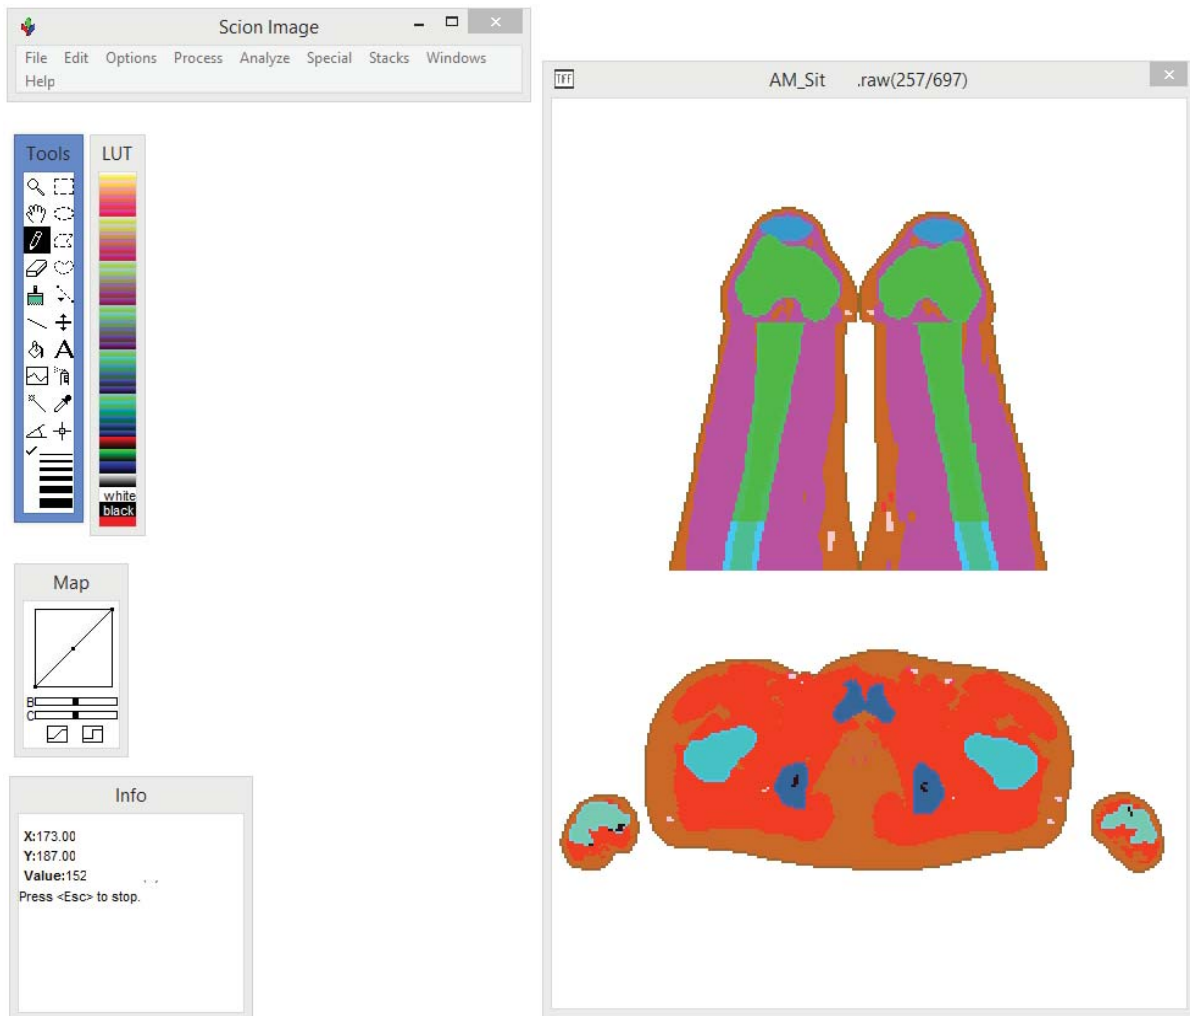 Scion Image
File Edit Options Process Analyze Special Stacks Windows
Help
AM_Sit .raw(257/697)
TIFF
Tools
LUT
A
white
black
Map
B
C
Info
X:173.00
Y:187.00
Value:152
Press <Esc> to stop.